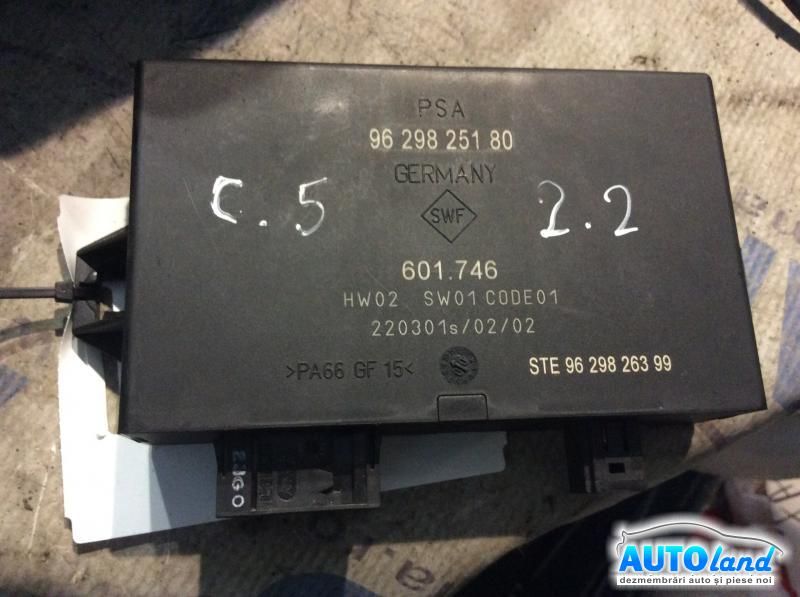 PSA
96 298 251 80
GERMANY
C.5
SWF
2.2
601.746
HW02 SW01 CODE01
220301s/02/02
>PA66 GF 15<
STE 96 298 263 99
AUTOland
dezmembrări auto și piese noi